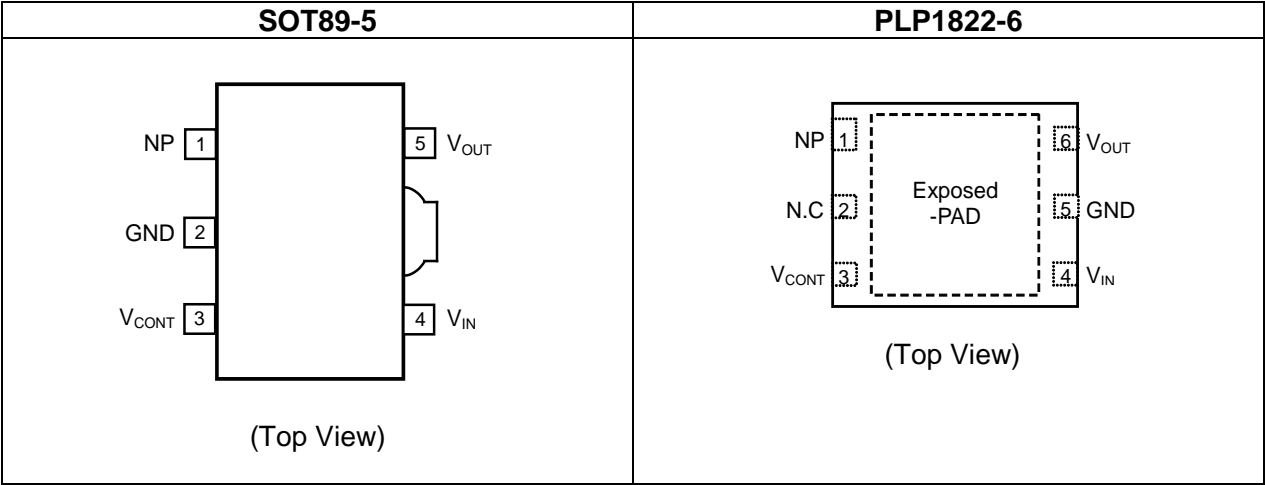 SOT89-5
PLP1822-6
NP 1
5 VOUT
GND 2
VCONT 3
4 VIN
(Top View)
NP 1
6 VOUT
Exposed
-PAD
N.C 2
5 GND
VCONT 3
4 VIN
(Top View)